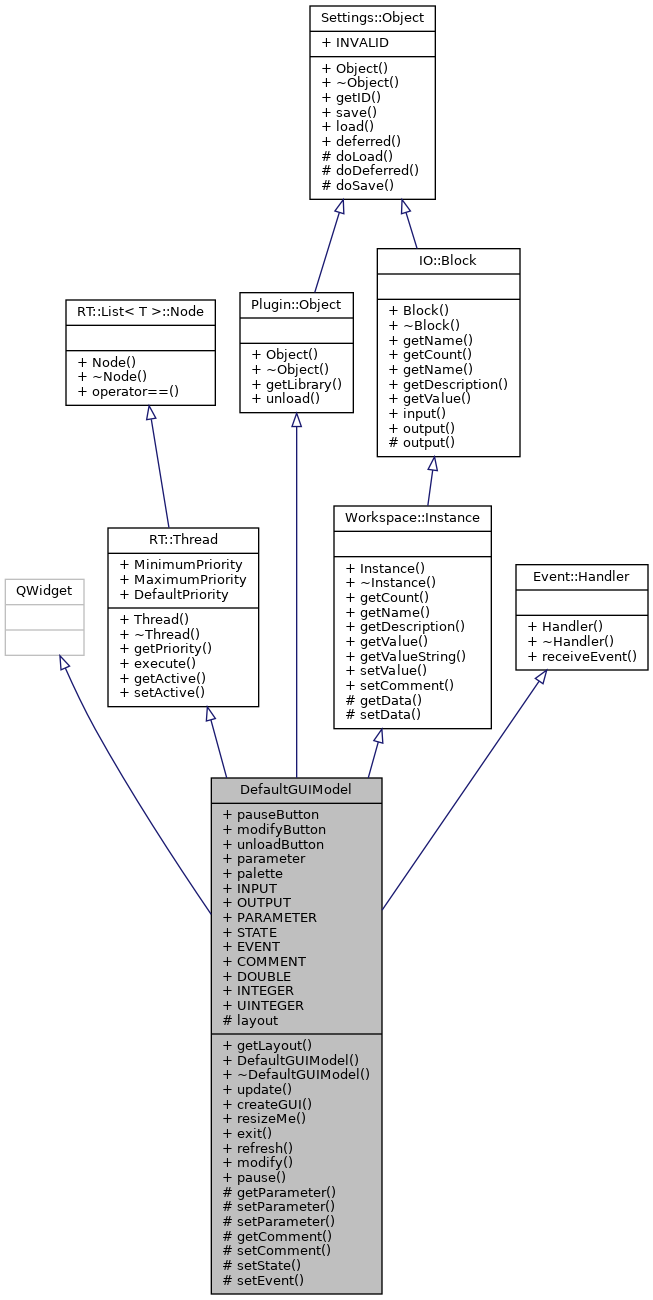 Settings::Object
+ INVALID
+ Object()
+ ~Object()
+ getID()
+ save()
+ load()
+ deferred()
# doLoad()
# doDeferred()
# doSave()
RT::List< T >::Node
+ Node()
+ ~Node()
+ operator==()
Plugin::Object
+ Object()
+ ~Object()
+ getLibrary()
+ unload()
IO::Block
+ Block()
+ ~Block()
+ getName()
+ getCount()
+ getName()
+ getDescription()
+ getValue()
+ input()
+ output()
# output()
QWidget
RT::Thread
+ MinimumPriority
+ MaximumPriority
+ DefaultPriority
+ Thread()
+ ~Thread()
+ getPriority()
+ execute()
+ getActive()
+ setActive()
Workspace::Instance
+ Instance()
+ ~Instance()
+ getCount()
+ getName()
+ getDescription()
+ getValue()
+ getValueString()
+ setValue()
+ setComment()
# getData()
# setData()
Event::Handler
+ Handler()
+ ~Handler()
+ receiveEvent()
DefaultGUIModel
+ pauseButton
+ modifyButton
+ unloadButton
+ parameter
+ palette
+ INPUT
+ OUTPUT
+ PARAMETER
+ STATE
+ EVENT
+ COMMENT
+ DOUBLE
+ INTEGER
+ UINTEGER
# layout
+ getLayout()
+ DefaultGUIModel()
+ ~DefaultGUIModel()
+ update()
+ createGUI()
+ resizeMe()
+ exit()
+ refresh()
+ modify()
+ pause()
# getParameter()
# setParameter()
# setParameter()
# getComment()
# setComment()
# setState()
# setEvent()